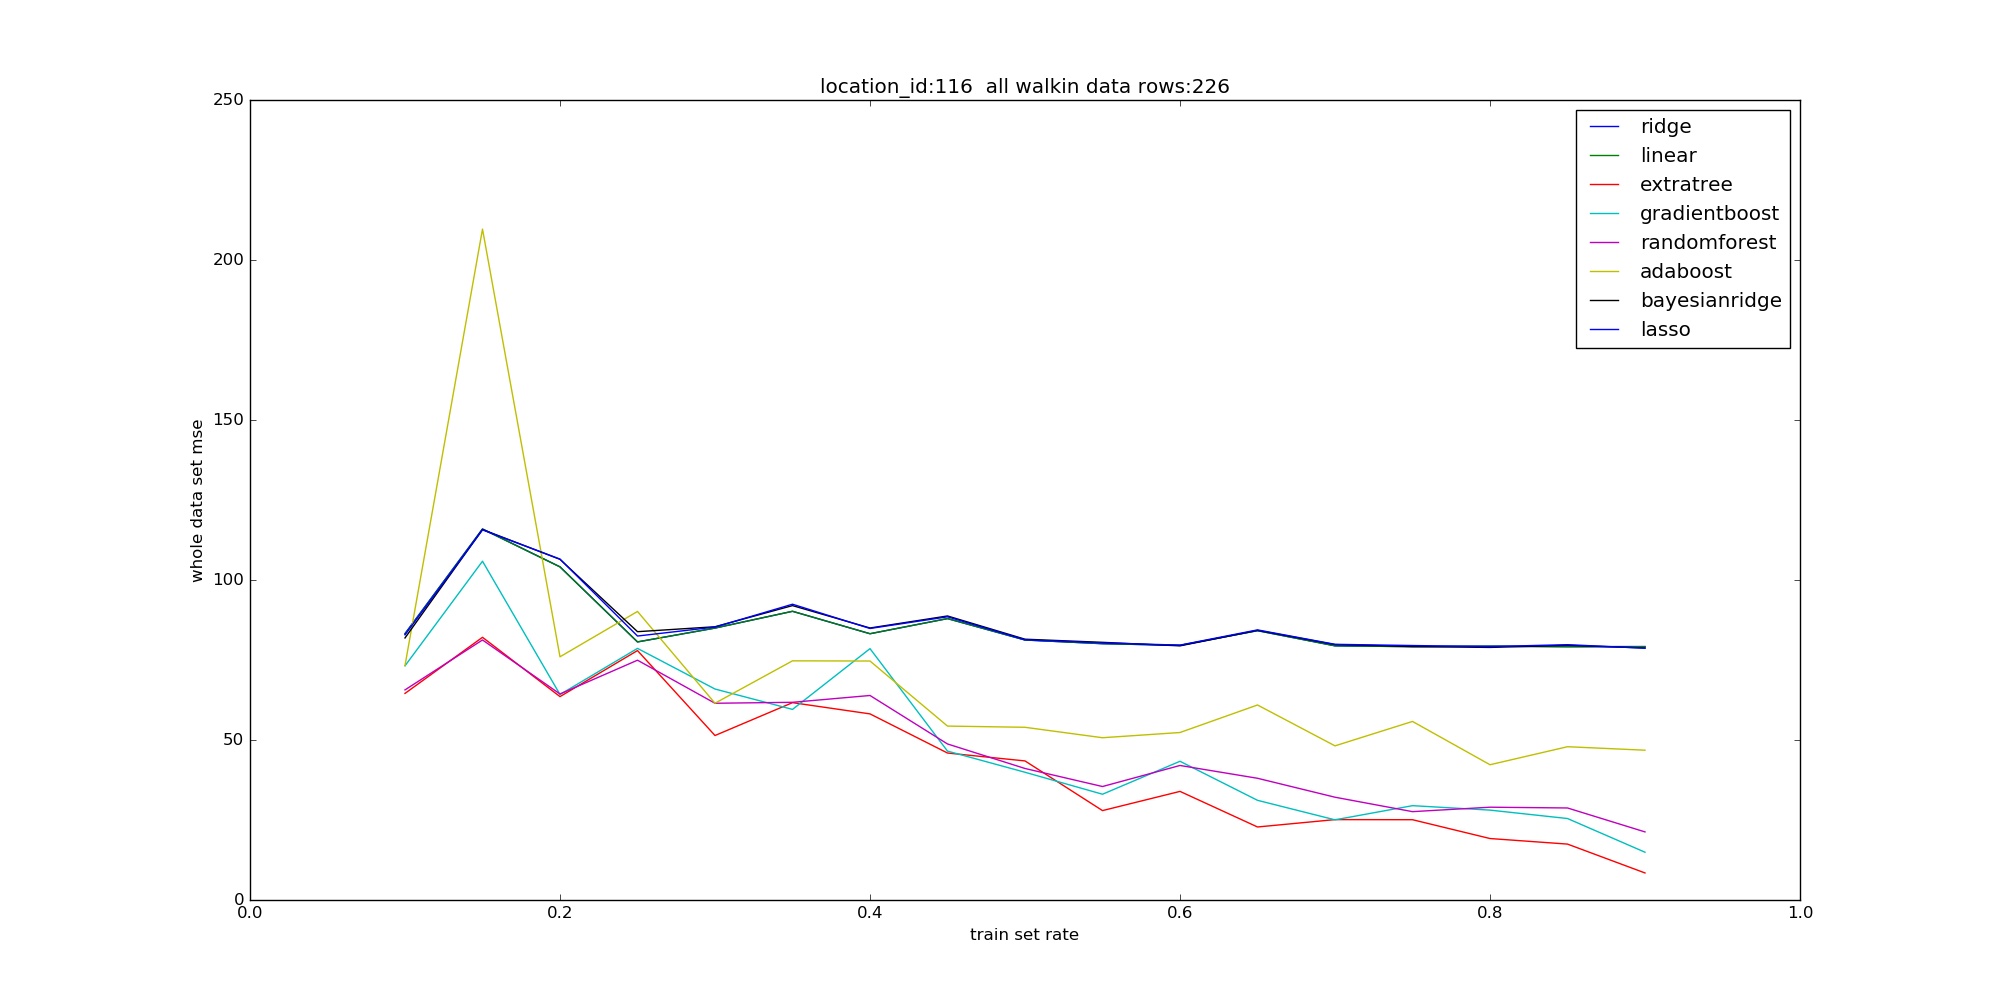 location_id:116  all walkin data rows:226
250
200
150
100
50
0
whole data set mse
ridge
linear
extratree
gradientboost
randomforest
adaboost
bayesianridge
lasso
0.0 0.2 0.4 0.6 0.8 1.0
train set rate